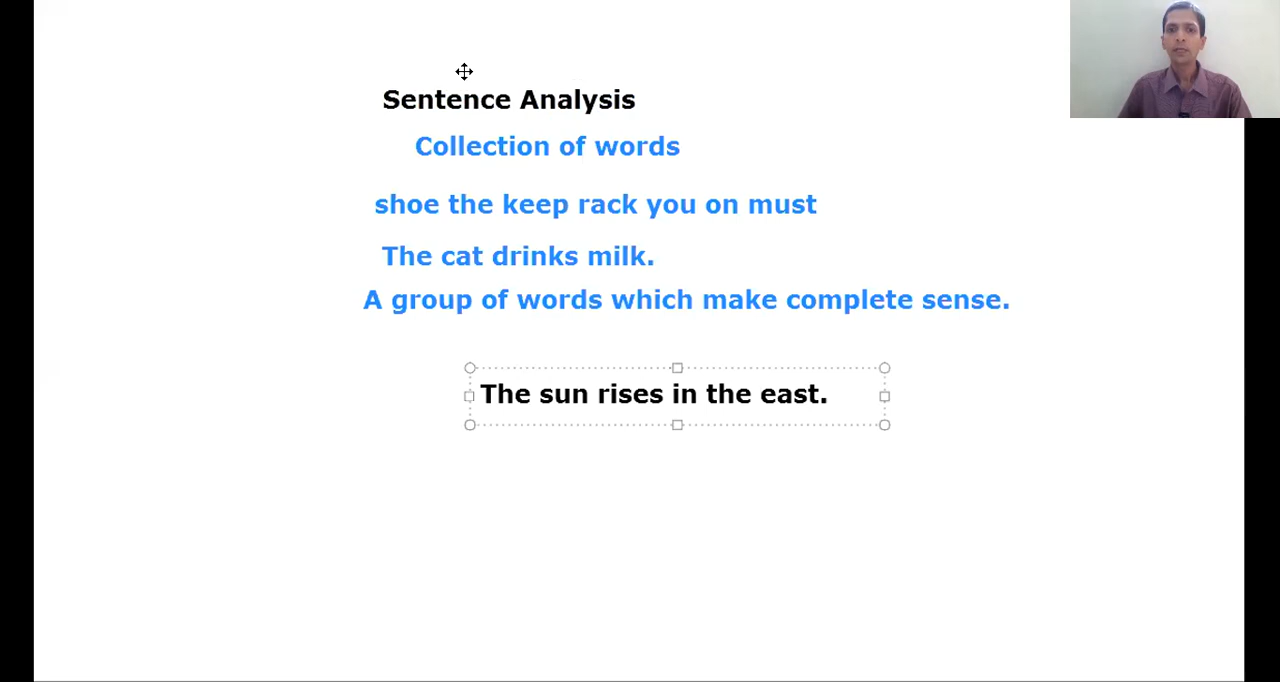 Sentence Analysis
Collection of words
shoe the keep rack you on must
The cat drinks milk.
A group of words which make complete sense.
The sun rises in the east.